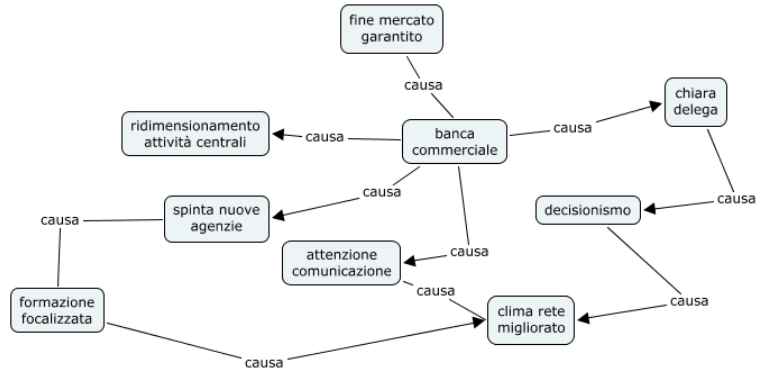 fine mercato
garantito
causa
chiara
delega
ridimensionamento
attività centrali
causa
banca
commerciale
causa
causa
spinta nuove
agenzie
causa
decisionismo
causa
causa
attenzione
comunicazione
causa
causa
formazione
focalizzata
clima rete
migliorato
causa
causa